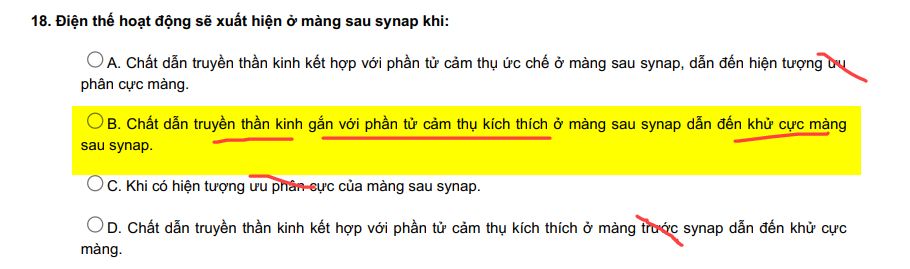 18. Điện thế hoạt động sẽ xuất hiện ở màng sau synap khi:
A. Chất dẫn truyền thần kinh kết hợp với phần tử cảm thụ ức chế ở màng sau synap, dẫn đến hiện tượng ưu
phân cực màng.
B. Chất dẫn truyền thần kinh gắn với phần tử cảm thụ kích thích ở màng sau synap dẫn đến khử cực màng
sau synap.
C. Khi có hiện tượng ưu phân cực của màng sau synap.
D. Chất dẫn truyền thần kinh kết hợp với phần tử cảm thụ kích thích ở màng trước synap dẫn đến khử cực
màng.